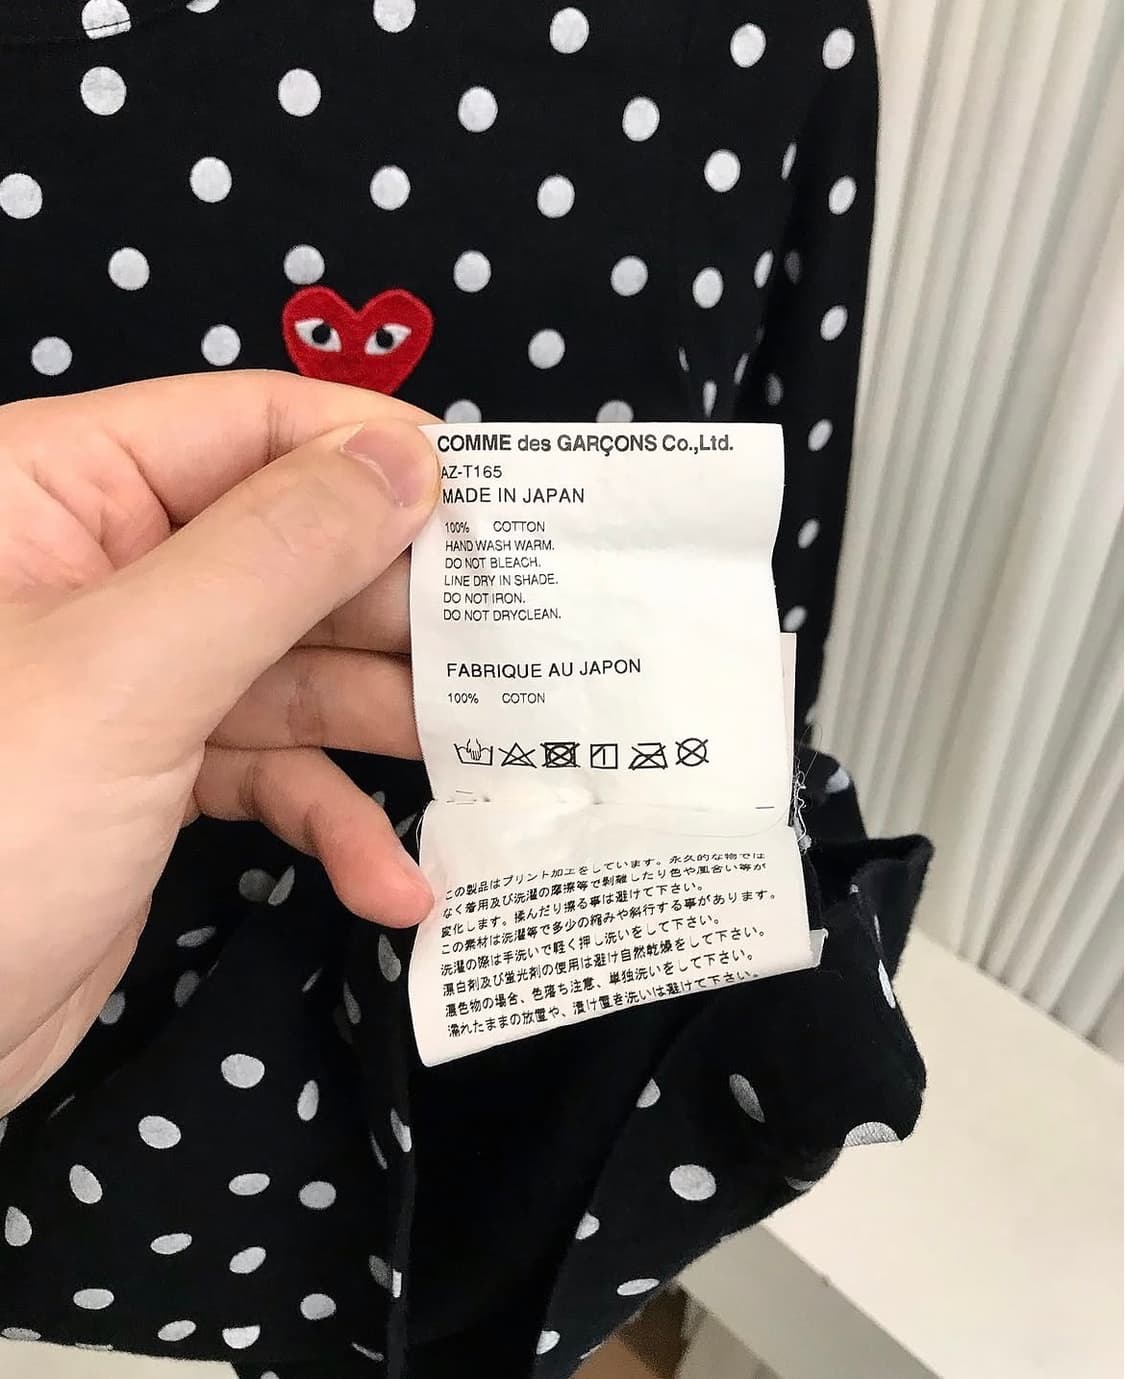 COMME des GARÇONS Co.,Ltd.
AZ-T165
MADE IN JAPAN
100% COTTON
HAND WASH WARM.
DO NOT BLEACH.
LINE DRY IN SHADE.
DO NOT IRON.
DO NOT DRYCLEAN.
FABRIQUE AU JAPON
100% COTON
この製品はプリント加工をしています。永久的な物では
なく着用及び洗濯の摩擦等で剥離したり色や風合い等が
変化します。揉んだり擦る事は避けて下さい。
この素材は洗濯等で多少の縮みや斜行する事があります。
洗濯の際は手洗いで軽く押し洗いをして下さい。
漂白剤及び蛍光剤の使用は避け自然乾燥をして下さい。
濃色物の場合、色落ち注意、単独洗いをして下さい。
濡れたままの放置や、漬け置き洗いは避けて下さい。